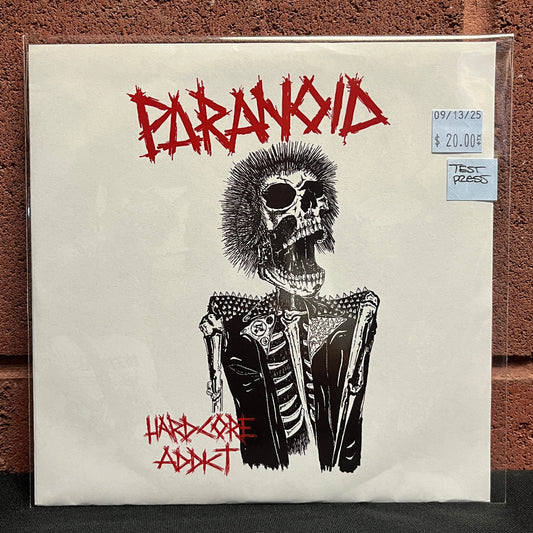 PARANOID
09/13/25
$ 20.00
TEST
PRESS
HARDCORE
ADDICT